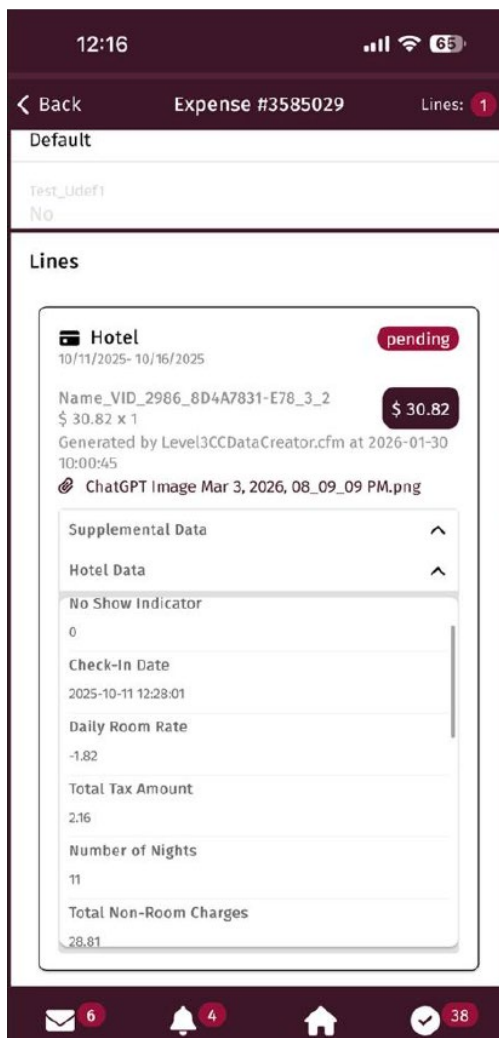 12:16
65
Back
Expense #3585029
Lines: 1
Default
Test_Udef1
No
Lines
Hotel
pending
10/11/2025- 10/16/2025
Name_VID_2986_8D4A7831-E78_3_2
$ 30.82 x 1
$ 30.82
Generated by Level3CCDataCreator.cfm at 2026-01-30
10:00:45
ChatGPT Image Mar 3, 2026, 08_09_09 PM.png
Supplemental Data
Hotel Data
No Show Indicator
0
Check-In Date
2025-10-11 12:28:01
Daily Room Rate
-1.82
Total Tax Amount
2.16
Number of Nights
11
Total Non-Room Charges
28.81
6
4
38